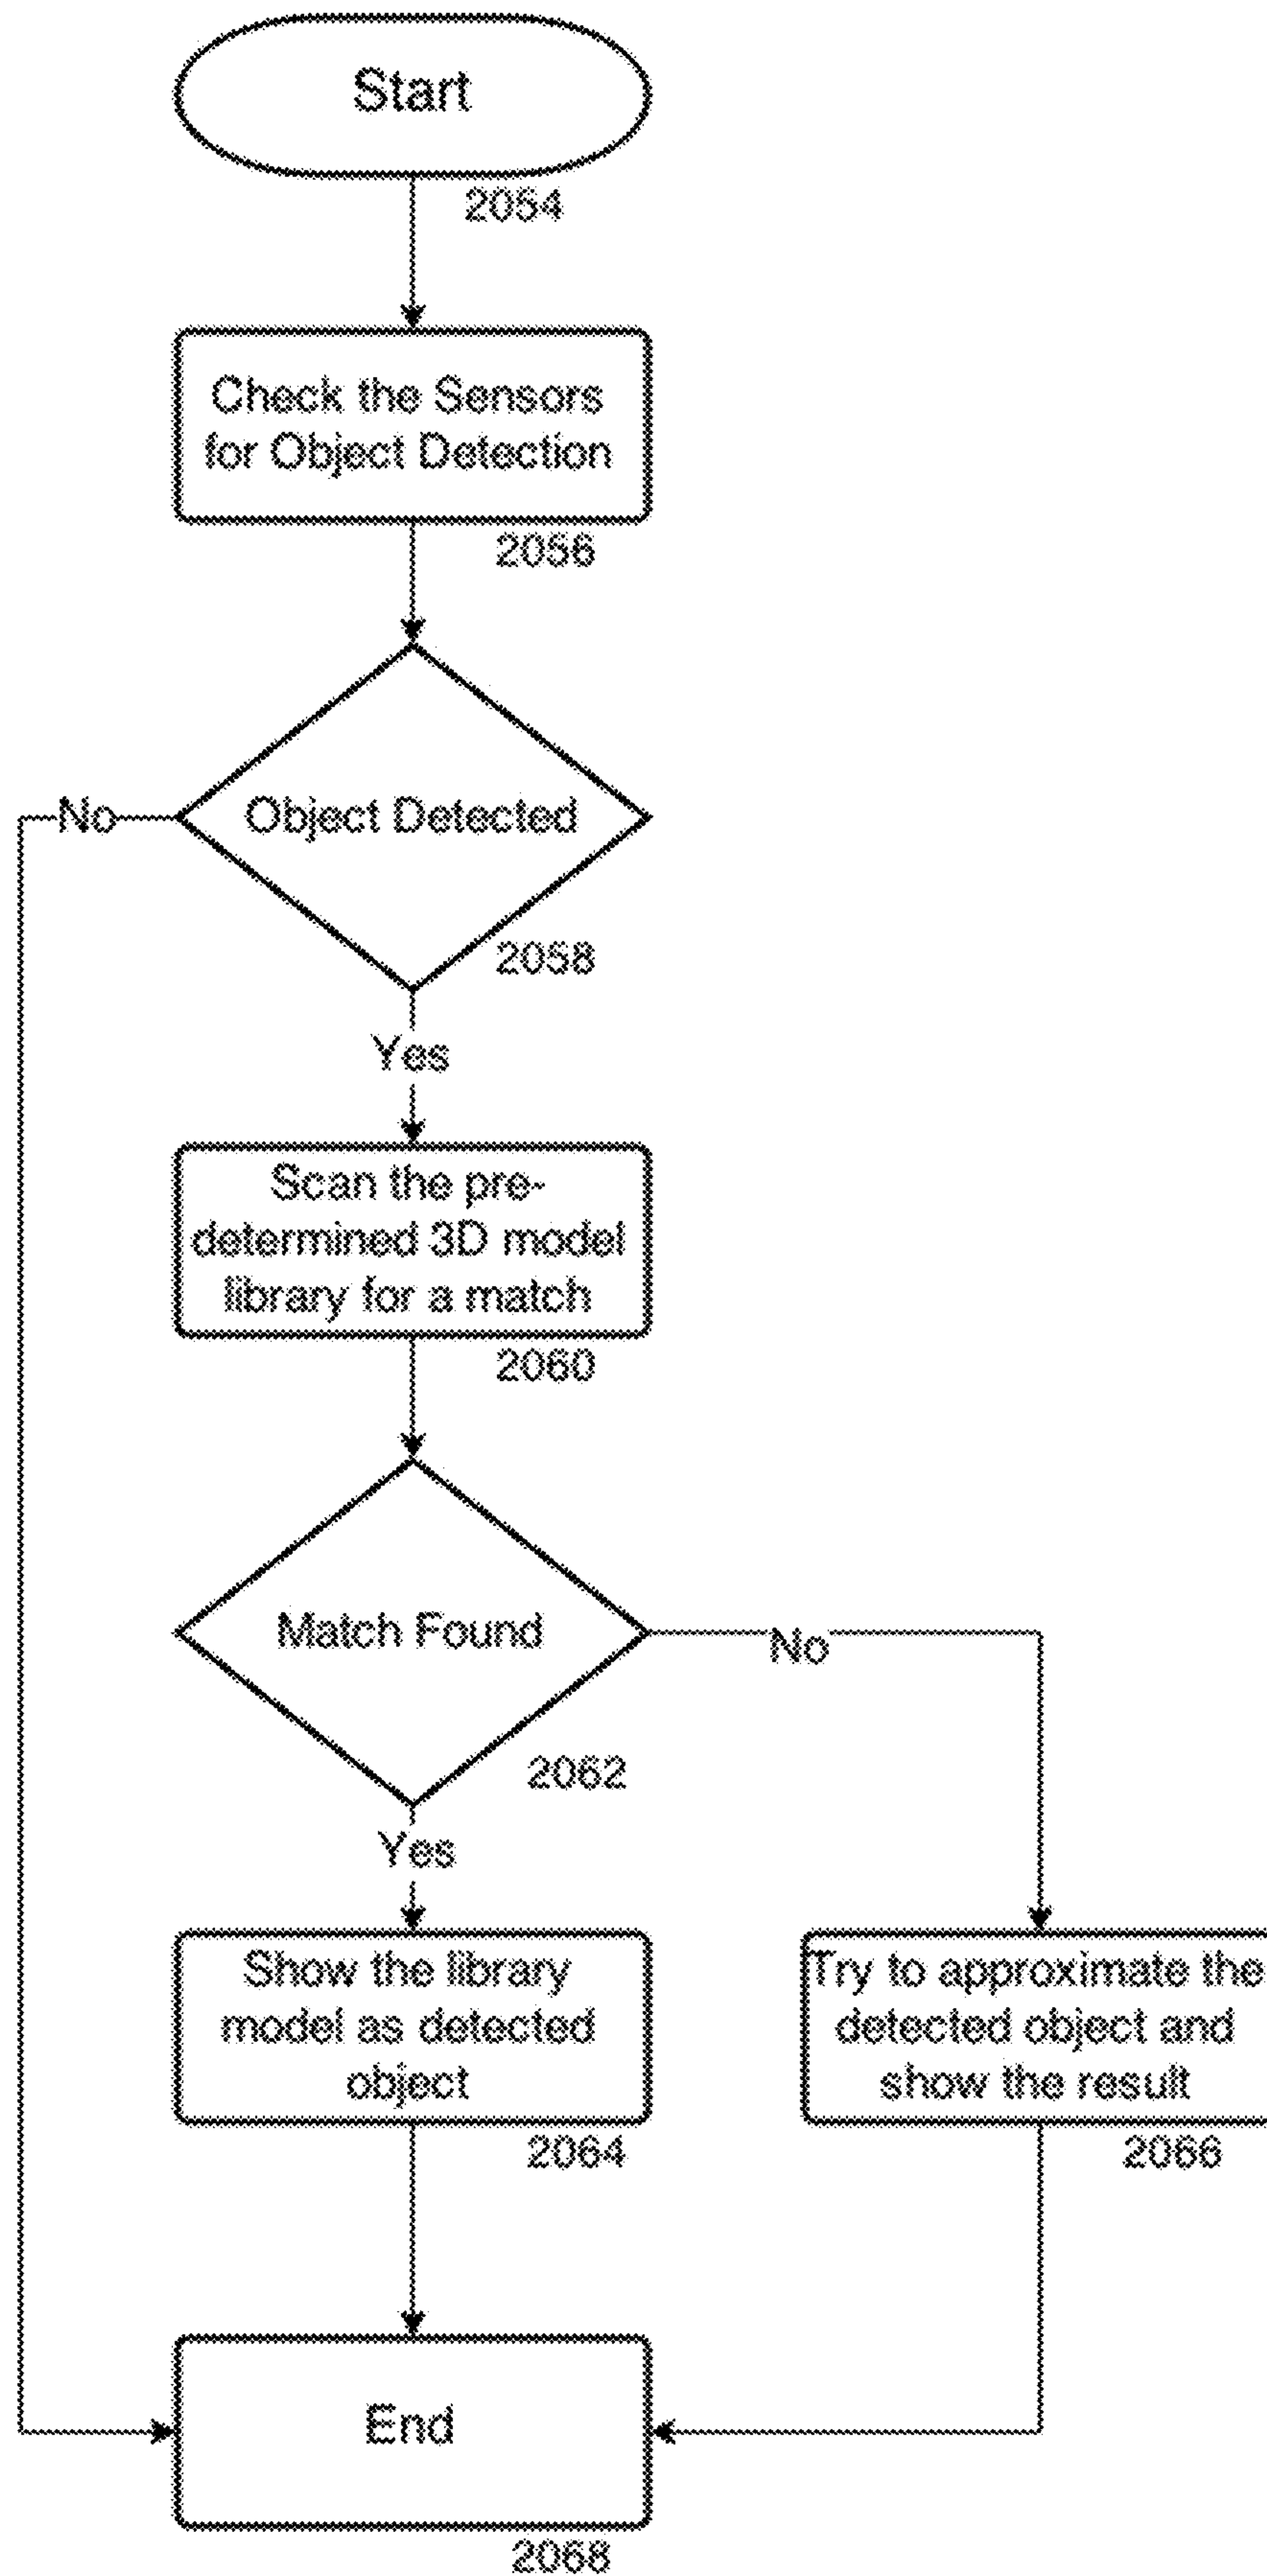 Start
2054
Check the Sensors
for Object Detection
2056
Object Detected
No
2058
Yes
Scan the pre-
determined 3D model
library for a match
2060
Match Found
No
2062
Yes
Show the library
model as detected
object
2064
Try to approximate the
detected object and
show the result
2066
End
2068